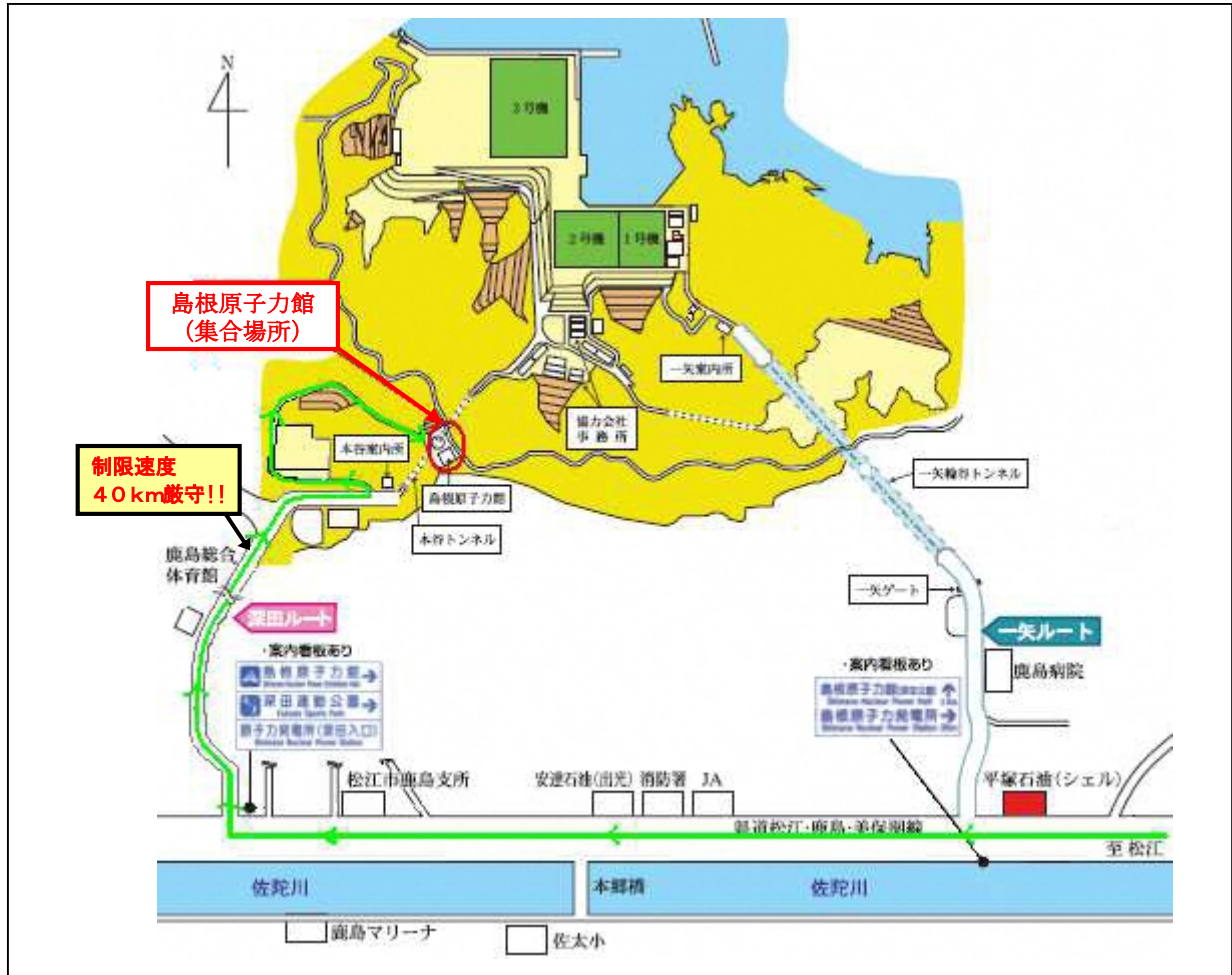 N
3号機
2号機
1号機
島根原子力館
(集合場所)
一矢案内所
協力会社
事務所
本谷案内所
制限速度
40km厳守!!
島根原子力館
一矢輪谷トンネル
本谷トンネル
鹿島総合
体育館
一矢ゲート
深田ルート
一矢ルート
・案内看板あり
島根原子力館→
深田運動公園→
原子力発電所(深田入口)
Shimane Nuclear Power Station
・案内看板あり
島根原子力館
島根原子力発電所→
鹿島病院
松江市鹿島支所
安達石油(出光)
消防署
JA
平塚石油(シェル)
県道松江・鹿島・美保関線
至 松江
佐陀川
本郷橋
佐陀川
鹿島マリーナ
佐太小